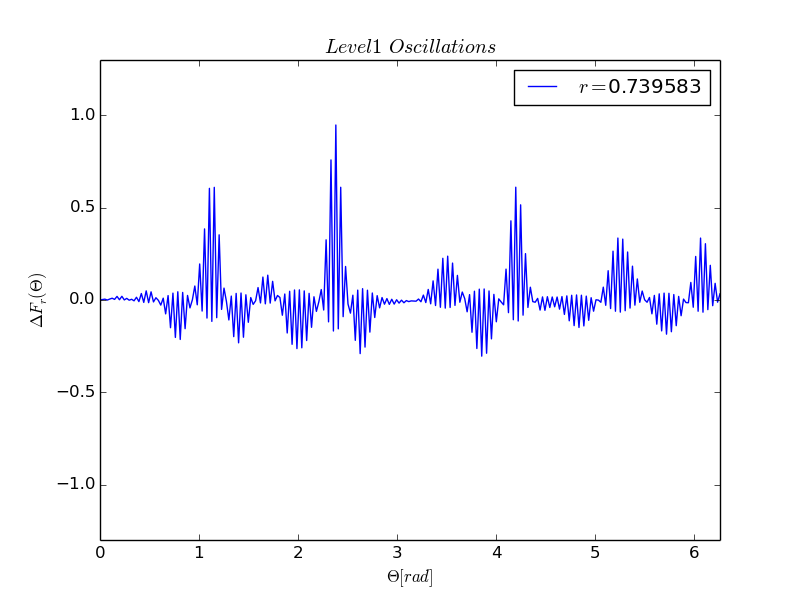 Level1 Oscillations
r=0.739583
1.0
0.5
0.0
−0.5
−1.0
ΔF_r(Θ)
0 1 2 3 4 5 6
Θ[rad]